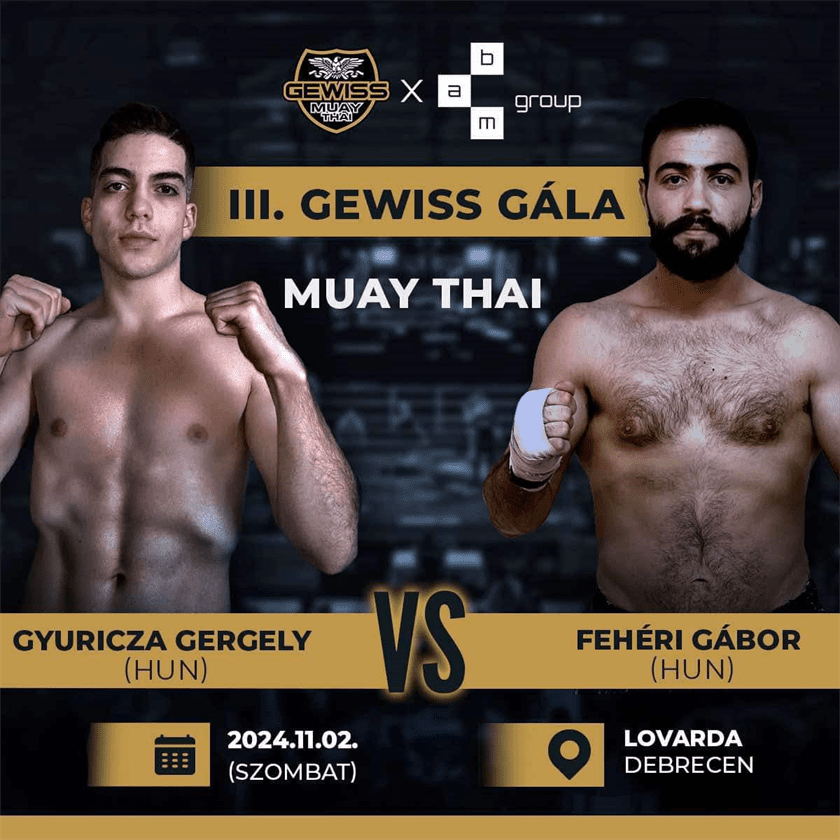 GEWISS
MUAY
THAI
X
b
a
m
group
III. GEWISS GÁLA
MUAY THAI
GYURICZA GERGELY
(HUN)
VS
FEHÉRI GÁBOR
(HUN)
2024.11.02.
(SZOMBAT)
LOVARDA
DEBRECEN